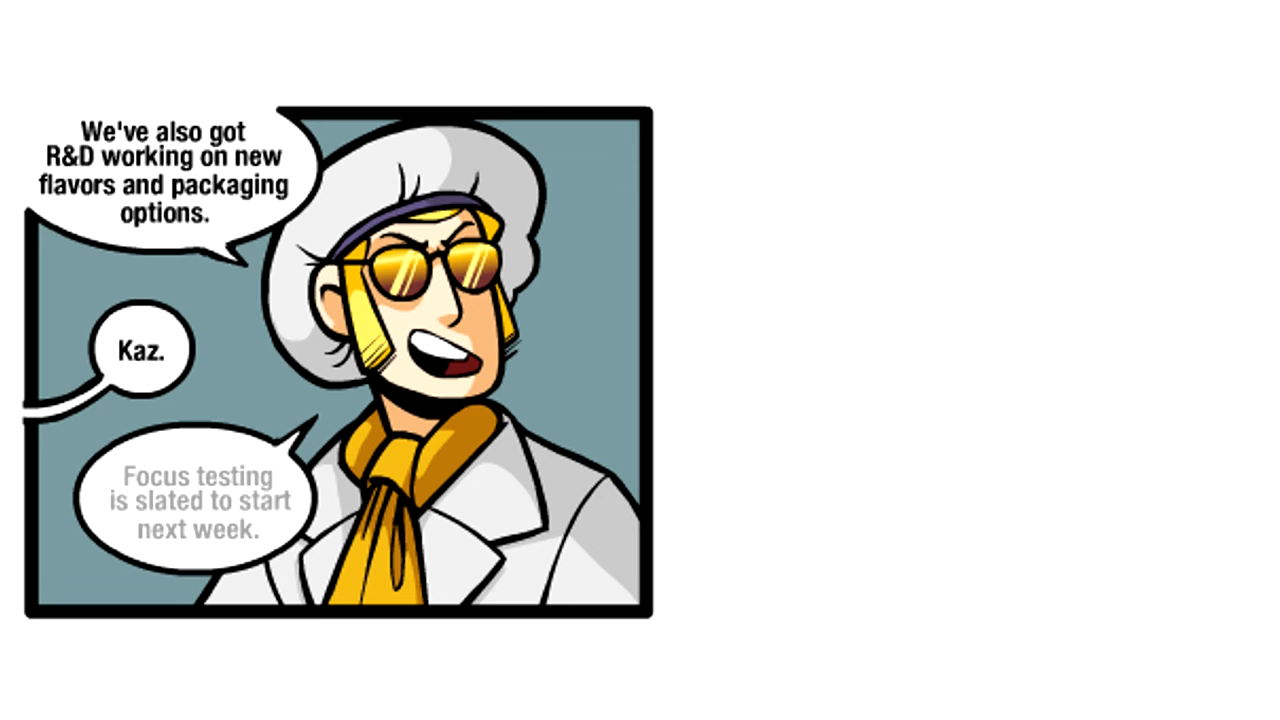 We've also got
R&D working on new
flavors and packaging
options.
Kaz.
Focus testing
is slated to start
next week.